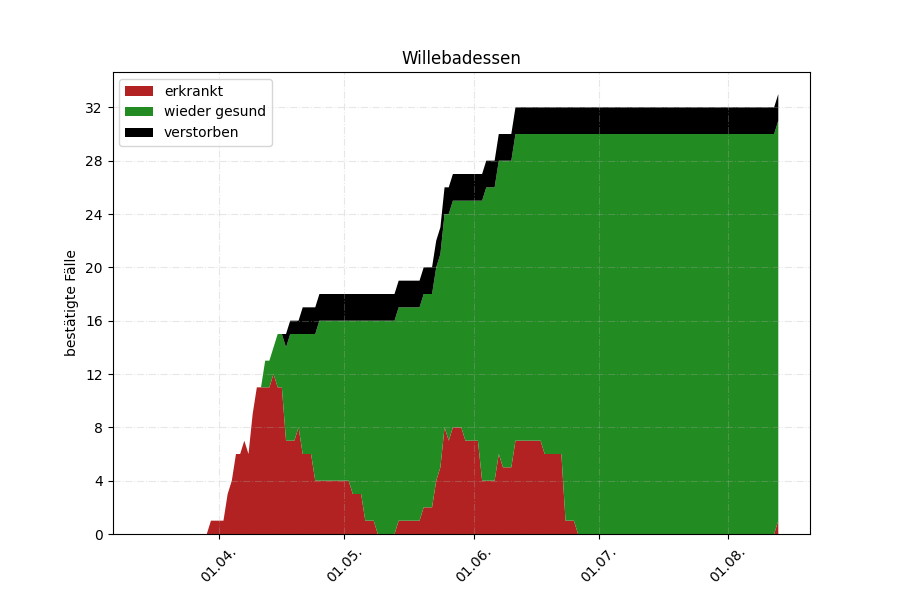 Willebadessen
erkrankt
wieder gesund
verstorben
bestätigte Fälle
32
28
24
20
16
12
8
4
0
01.04.
01.05.
01.06.
01.07.
01.08.